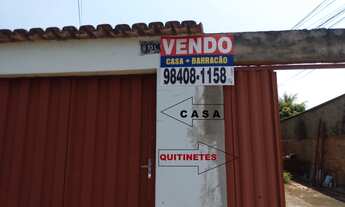 VENDO
CASA + BARRACÃO
98408-1158
CASA
QUITINETES